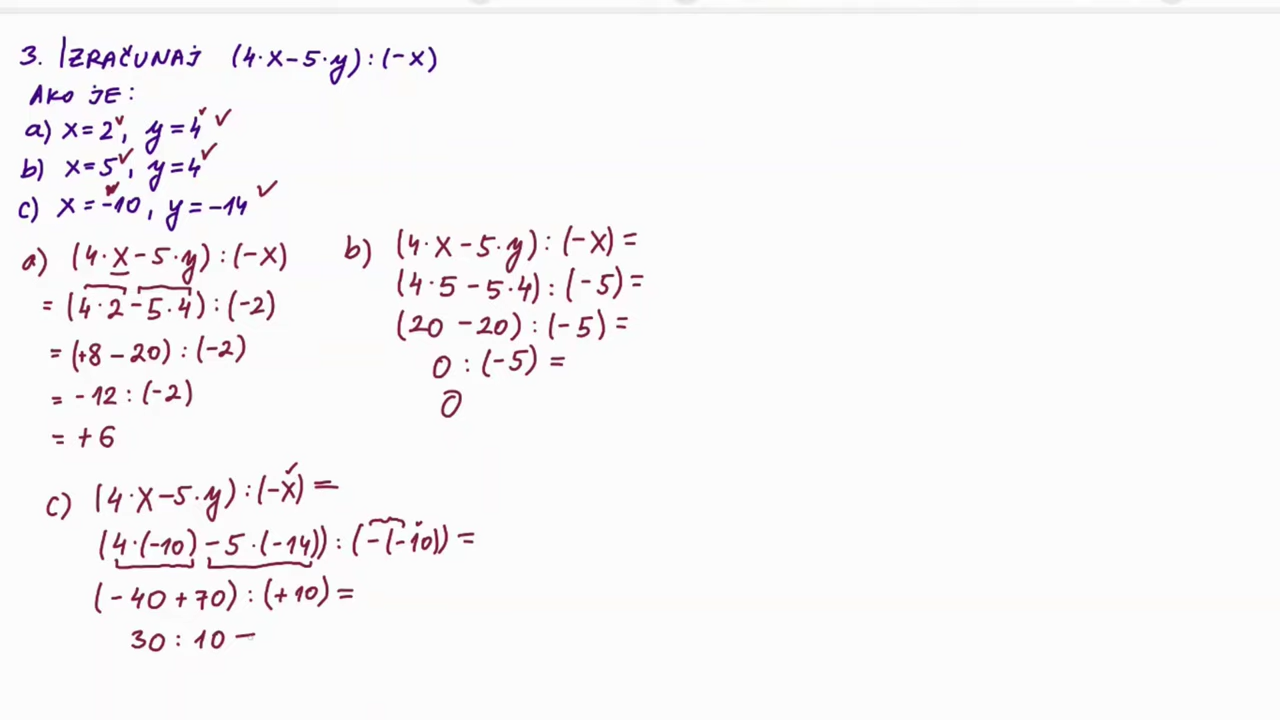 3. IZRAČUNAJ (4·x-5·y):(-x)
AKO JE:
a) x=2, y=4
b) x=5, y=4
c) x=-10, y=-14
a) (4·x-5·y):(-x)
= (4·2-5·4):(-2)
= (+8-20):(-2)
= -12:(-2)
= +6
b) (4·x-5·y):(-x)=
(4·5-5·4):(-5)=
(20-20):(-5)=
0:(-5)=
0
c) (4·x-5·y):(-x)=
(4·(-10)-5·(-14)):(-(-10))=
(-40+70):(+10)=
30:10-